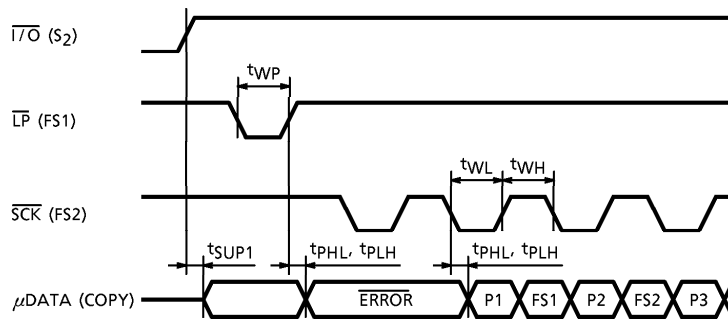 I/O (S2)
tWP
LP (FS1)
tWL tWH
SCK (FS2)
tSUP1 tPHL, tPLH tPHL, tPLH
μDATA (COPY) ERROR P1 FS1 P2 FS2 P3